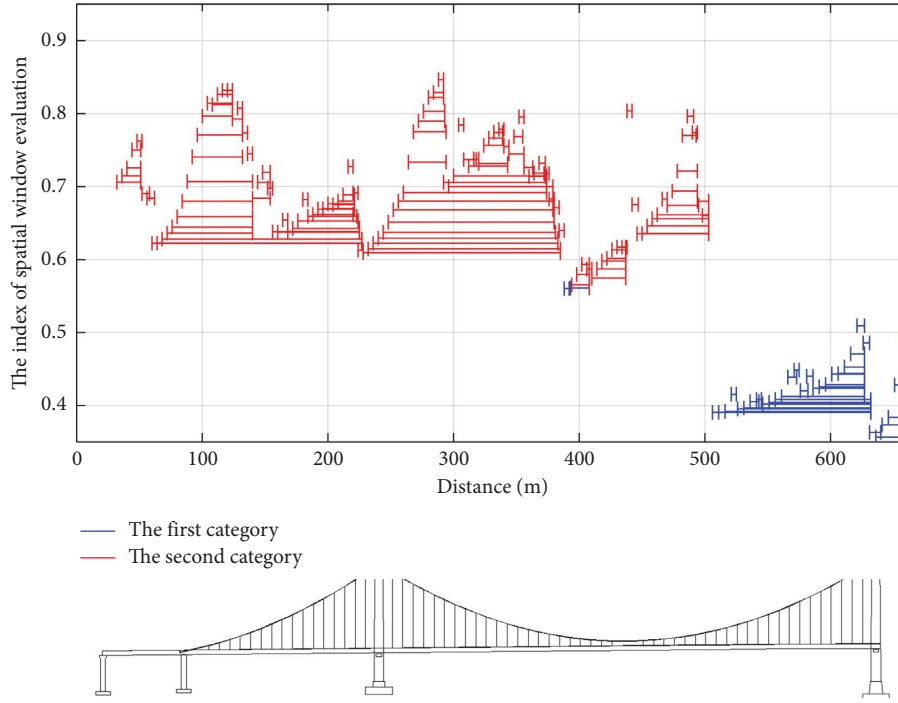 The index of spatial window evaluation
0.9
0.8
0.7
0.6
0.5
0.4
0 100 200 300 400 500 600
Distance (m)
The first category
The second category